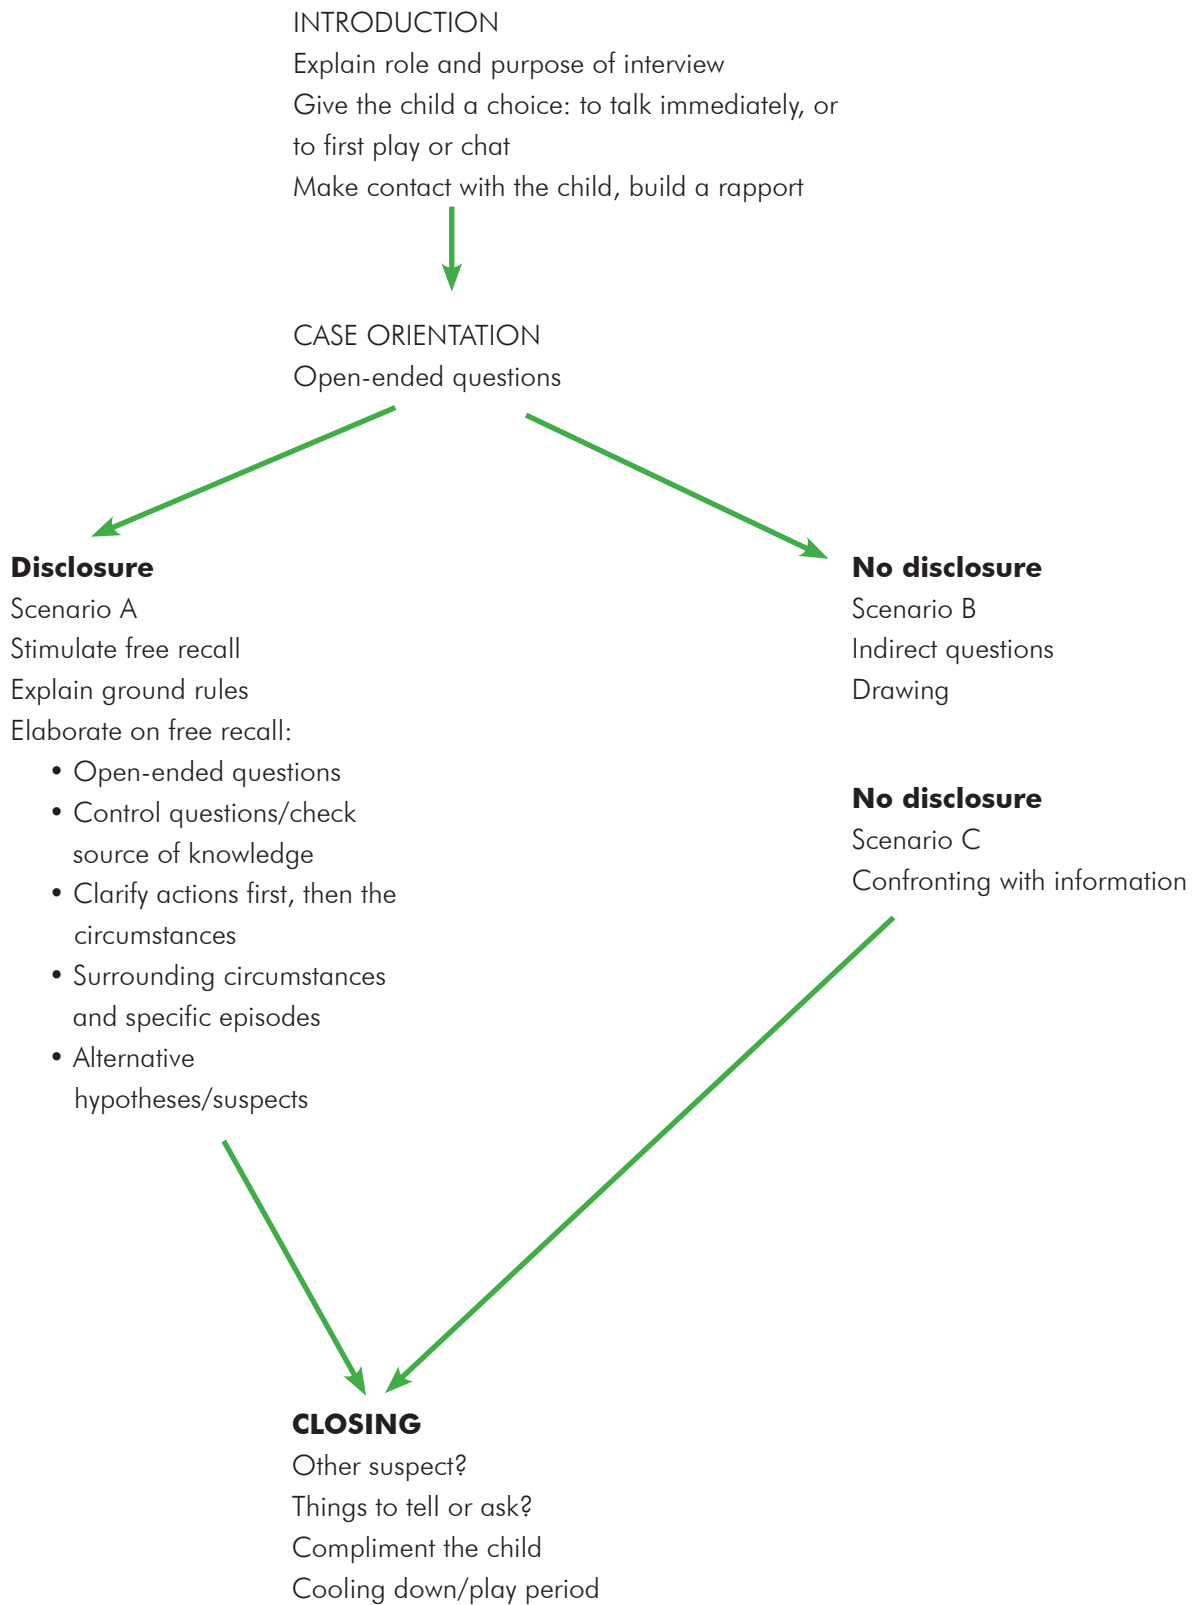 INTRODUCTION
Explain role and purpose of interview
Give the child a choice: to talk immediately, or
to first play or chat
Make contact with the child, build a rapport
CASE ORIENTATION
Open-ended questions
Disclosure
Scenario A
Stimulate free recall
Explain ground rules
Elaborate on free recall:
• Open-ended questions
• Control questions/check
source of knowledge
• Clarify actions first, then the
circumstances
• Surrounding circumstances
and specific episodes
• Alternative
hypotheses/suspects
No disclosure
Scenario B
Indirect questions
Drawing
No disclosure
Scenario C
Confronting with information
CLOSING
Other suspect?
Things to tell or ask?
Compliment the child
Cooling down/play period